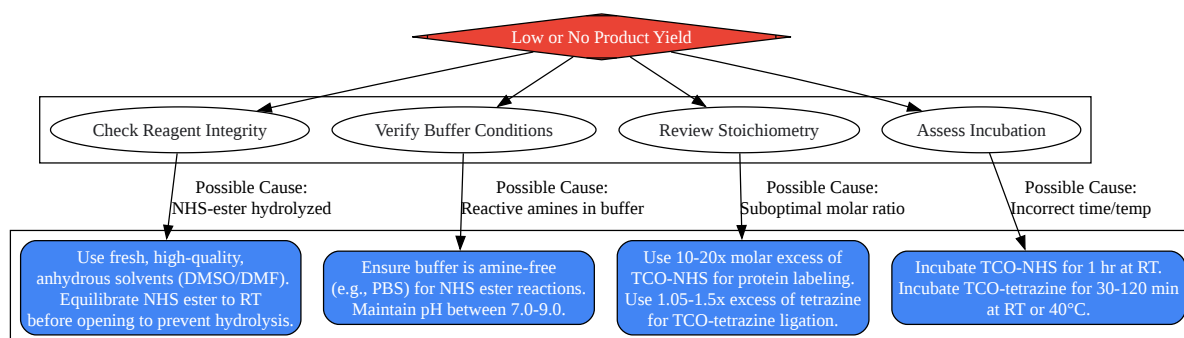 Low or No Product Yield
Check Reagent Integrity
Verify Buffer Conditions
Review Stoichiometry
Assess Incubation
Possible Cause:
NHS-ester hydrolyzed
Possible Cause:
Reactive amines in buffer
Possible Cause:
Suboptimal molar ratio
Possible Cause:
Incorrect time/temp
Use fresh, high-quality,
anhydrous solvents (DMSO/DMF).
Equilibrate NHS ester to RT
before opening to prevent hydrolysis.
Ensure buffer is amine-free
(e.g., PBS) for NHS ester reactions.
Maintain pH between 7.0-9.0.
Use 10-20x molar excess of
TCO-NHS for protein labeling.
Use 1.05-1.5x excess of tetrazine
for TCO-tetrazine ligation.
Incubate TCO-NHS for 1 hr at RT.
Incubate TCO-tetrazine for 30-120 min
at RT or 40°C.